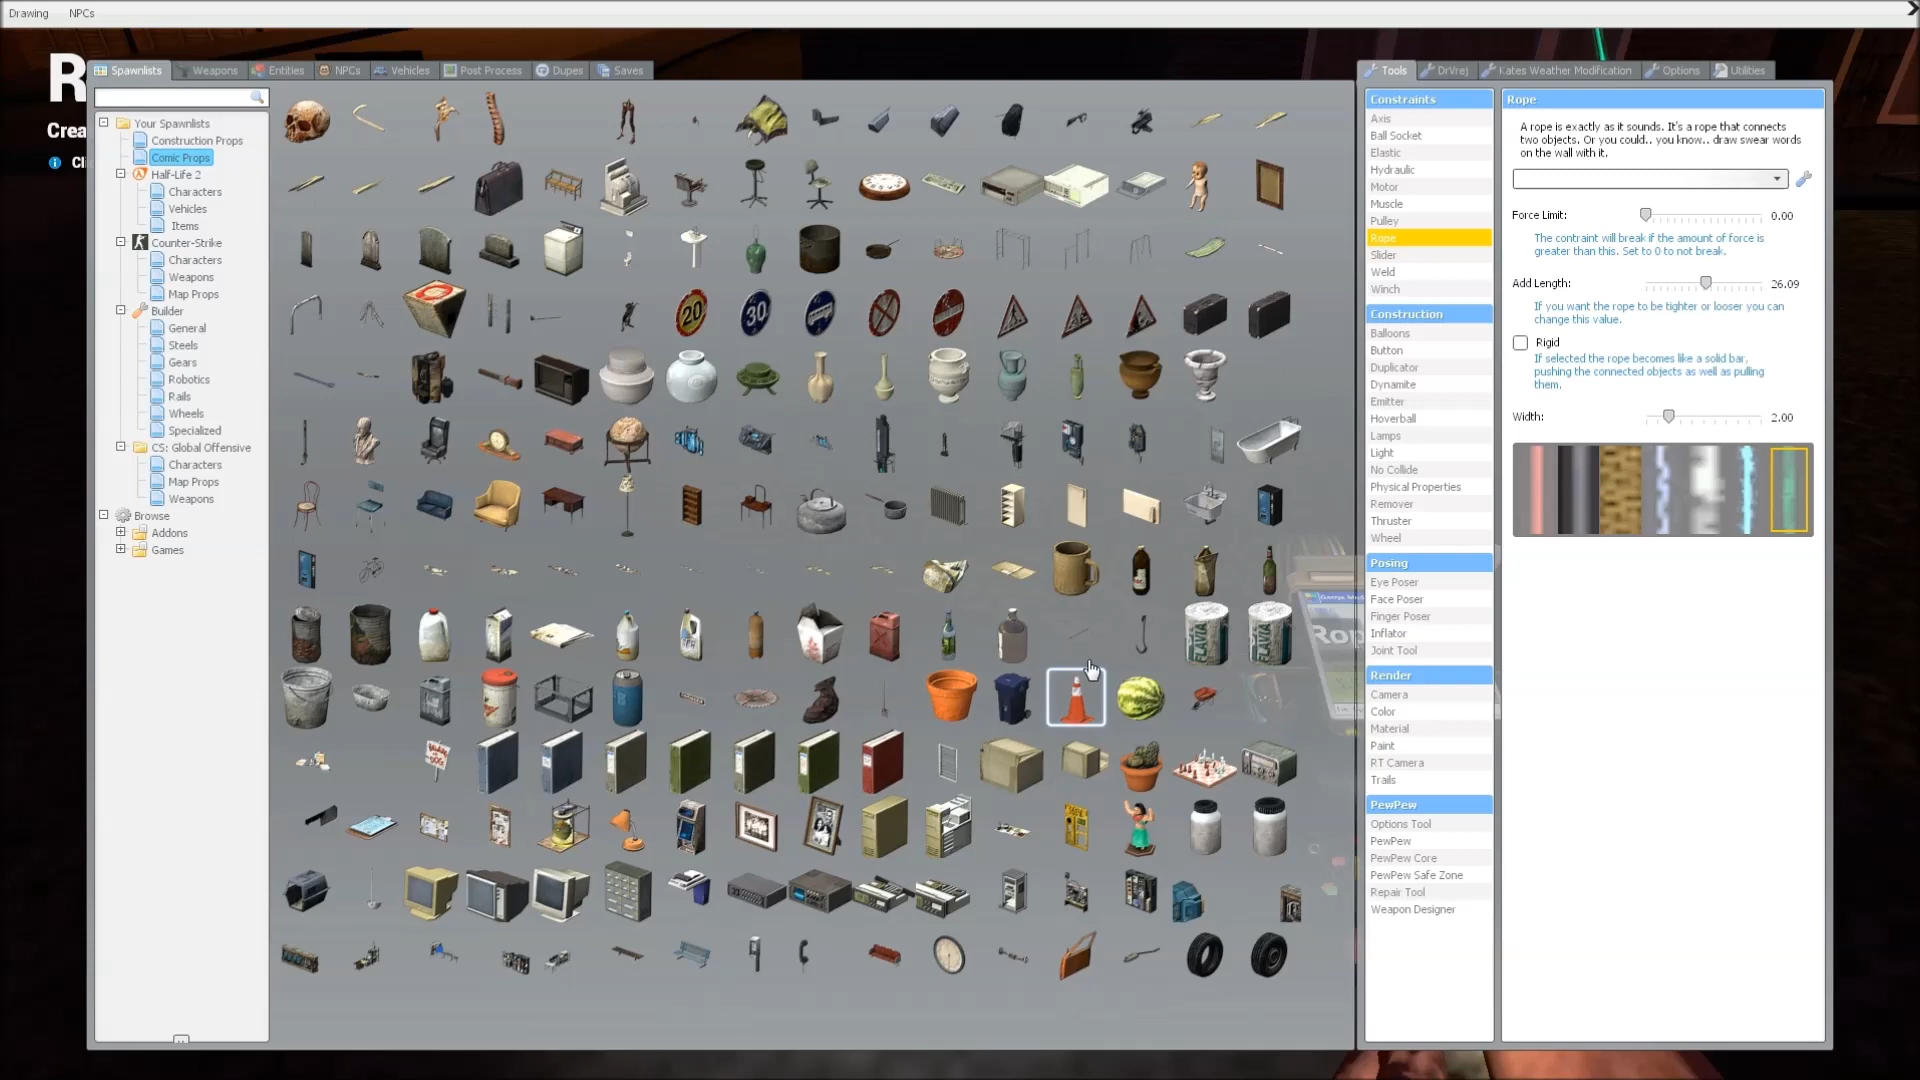 Drawing NPCs
R
Crea
Cli
Spawnlists Weapons Entities NPCs Vehicles Post Process Dupes Saves
Your Spawnlists
Construction Props
Comic Props
Half-Life 2
Characters
Vehicles
Items
Counter-Strike
Characters
Weapons
Map Props
Builder
General
Steels
Gears
Robotics
Rails
Wheels
Specialized
CS: Global Offensive
Characters
Map Props
Weapons
Browse
Addons
Games
20
30
FLAVIA
FLAVIA
Tools DrVrej Kates Weather Modification Options Utilities
Constraints
Axis
Ball Socket
Elastic
Hydraulic
Motor
Muscle
Pulley
Rope
Slider
Weld
Winch
Construction
Balloons
Button
Duplicator
Dynamite
Emitter
Hoverball
Lamps
Light
No Collide
Physical Properties
Remover
Thruster
Wheel
Posing
Eye Poser
Face Poser
Finger Poser
Inflator
Joint Tool
Render
Camera
Color
Material
Paint
RT Camera
Trails
PewPew
Options Tool
PewPew
PewPew Core
PewPew Safe Zone
Repair Tool
Weapon Designer
Rope
A rope is exactly as it sounds. It's a rope that connects
two objects. Or you could.. you know.. draw swear words
on the wall with it.
Force Limit: 0.00
The contraint will break if the amount of force is
greater than this. Set to 0 to not break.
Add Length: 26.09
If you want the rope to be tighter or looser you can
change this value.
Rigid
If selected the rope becomes like a solid bar,
pushing the connected objects as well as pulling
them.
Width: 2.00
Rop